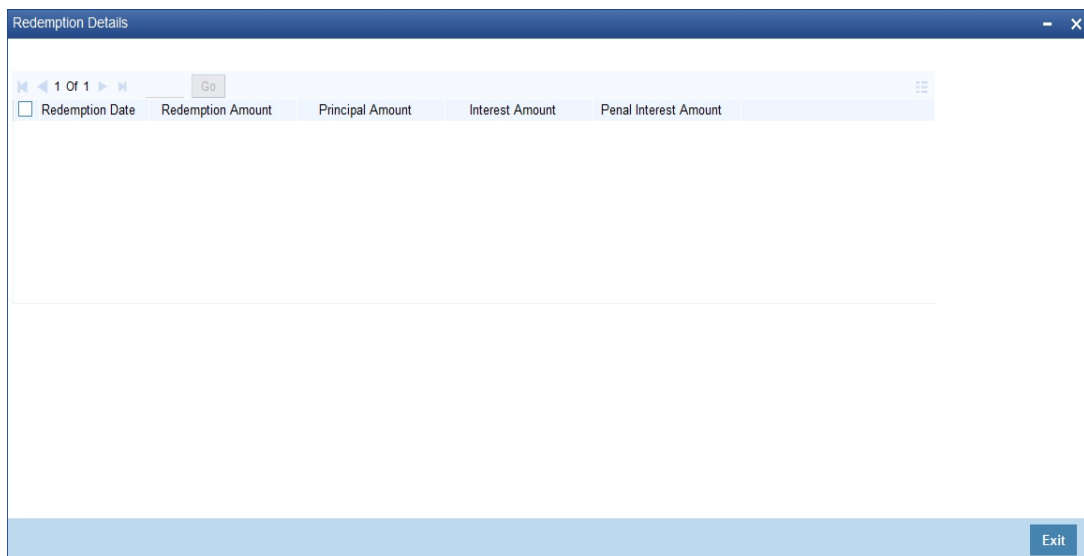 Redemption Details
1 Of 1 Go
Redemption Date Redemption Amount Principal Amount Interest Amount Penal Interest Amount
Exit